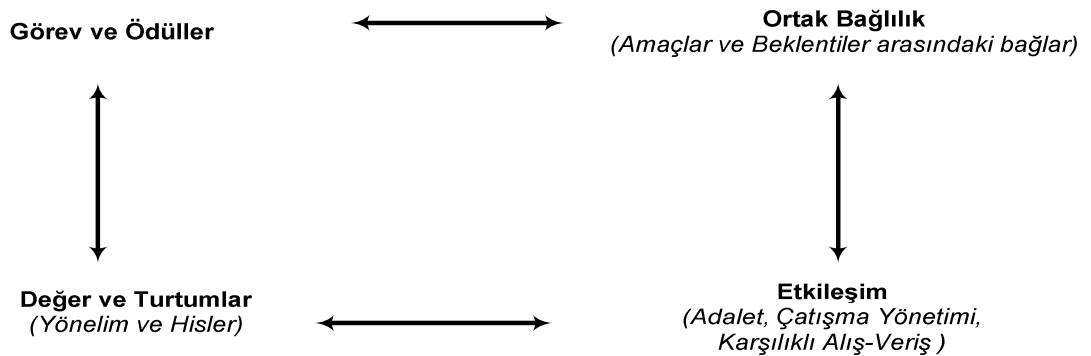 Görev ve Ödüller
Ortak Bağlılık
(Amaçlar ve Beklentiler arasındaki bağlar)
Değer ve Turtumlar
(Yönelim ve Hisler)
Etkileşim
(Adalet, Çatışma Yönetimi,
Karşılıklı Alış-Veriş )